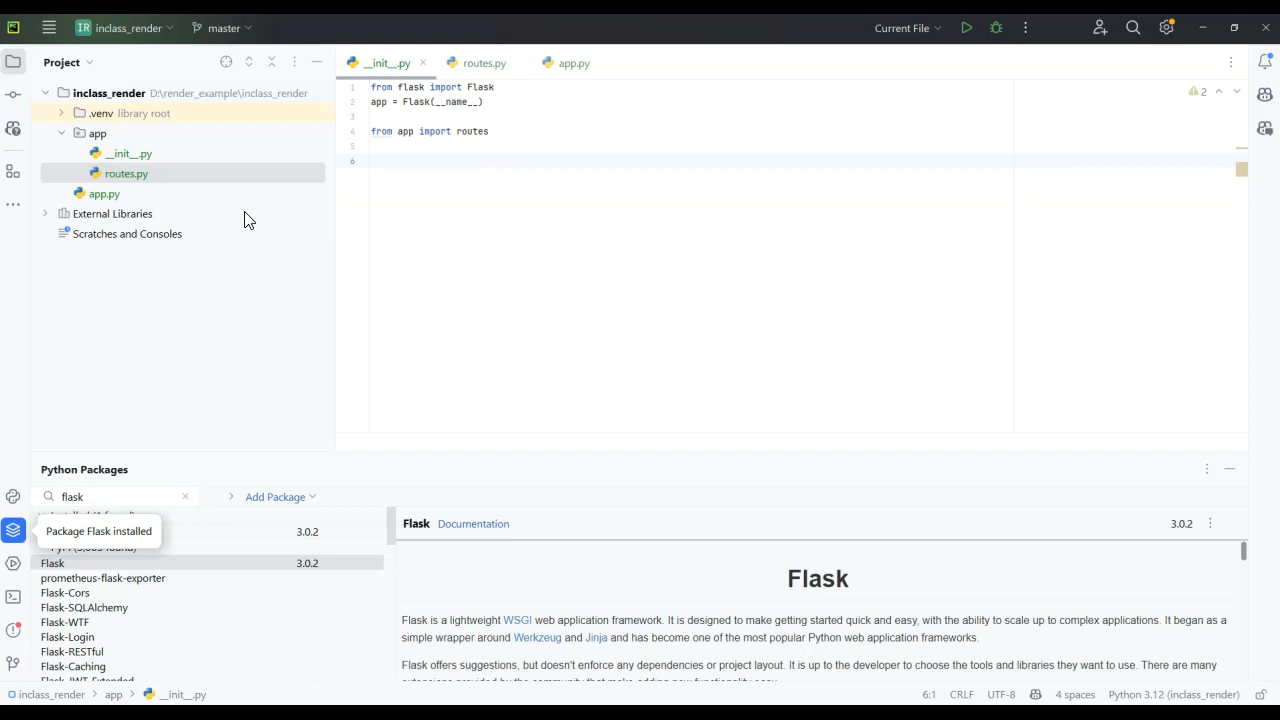 IR inclass_render master Current File
Project
__init__.py routes.py app.py
inclass_render D:\render_example\inclass_render
.venv library root
app
__init__.py
routes.py
app.py
External Libraries
Scratches and Consoles
1 from flask import Flask
2 app = Flask(__name__)
3
4 from app import routes
5
6
2
Python Packages
flask Add Package
Package Flask installed
3.0.2
Flask 3.0.2
prometheus-flask-exporter
Flask-Cors
Flask-SQLAlchemy
Flask-WTF
Flask-Login
Flask-RESTful
Flask-Caching
Flask-JWT-Extended
Flask Documentation 3.0.2
Flask
Flask is a lightweight WSGI web application framework. It is designed to make getting started quick and easy, with the ability to scale up to complex applications. It began as a
simple wrapper around Werkzeug and Jinja and has become one of the most popular Python web application frameworks.
Flask offers suggestions, but doesn't enforce any dependencies or project layout. It is up to the developer to choose the tools and libraries they want to use. There are many
inclass_render app __init__.py 6:1 CRLF UTF-8 4 spaces Python 3.12 (inclass_render)